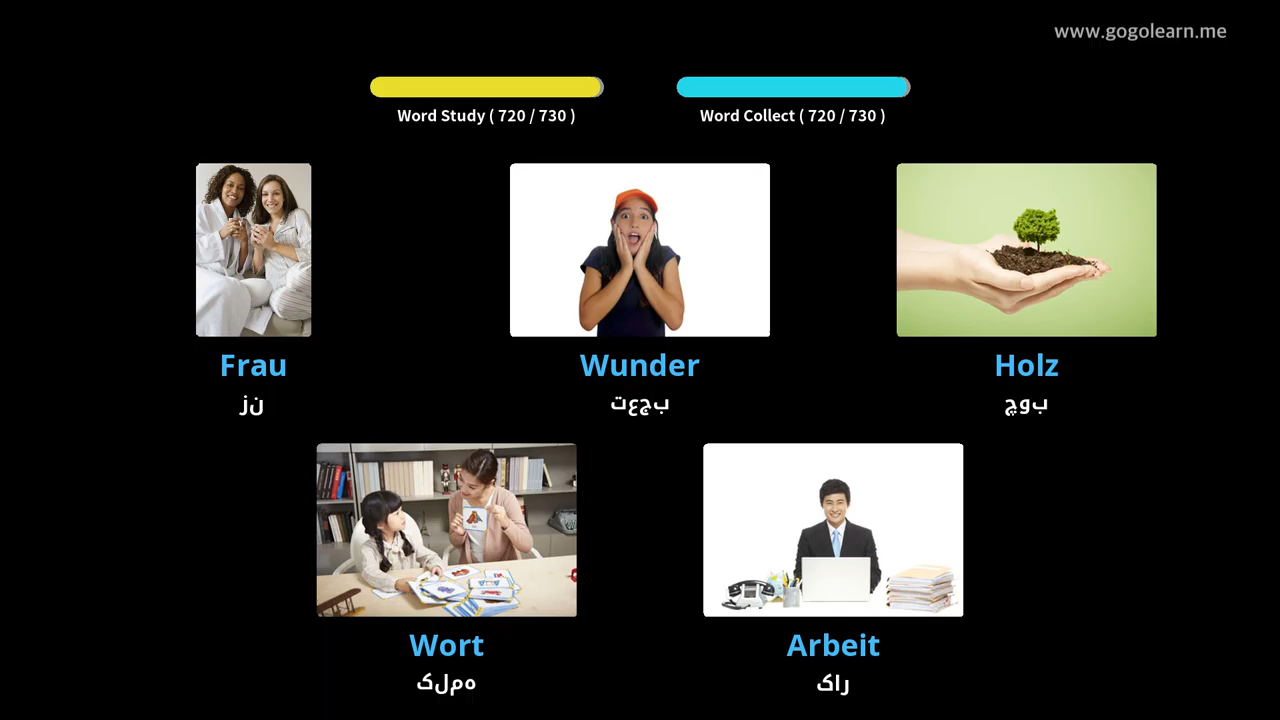 www.gogolearn.me
Word Study ( 720 / 730 )
Word Collect ( 720 / 730 )
Frau
زن
Wunder
تعجب
Holz
چوب
Wort
کلمه
Arbeit
کار